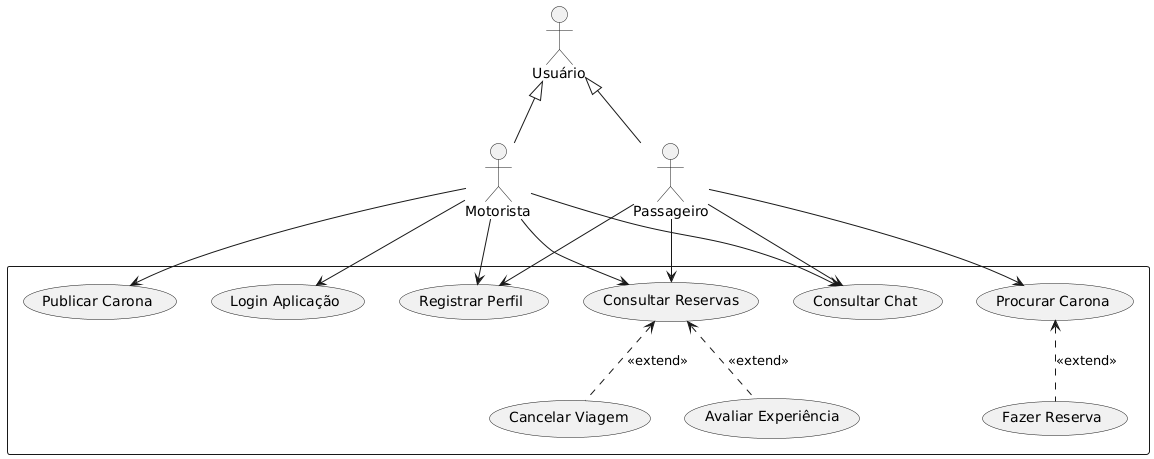 Usuário
Motorista
Passageiro
Publicar Carona
Login Aplicação
Registrar Perfil
Consultar Reservas
Consultar Chat
Procurar Carona
«extend»
«extend»
«extend»
Cancelar Viagem
Avaliar Experiência
Fazer Reserva